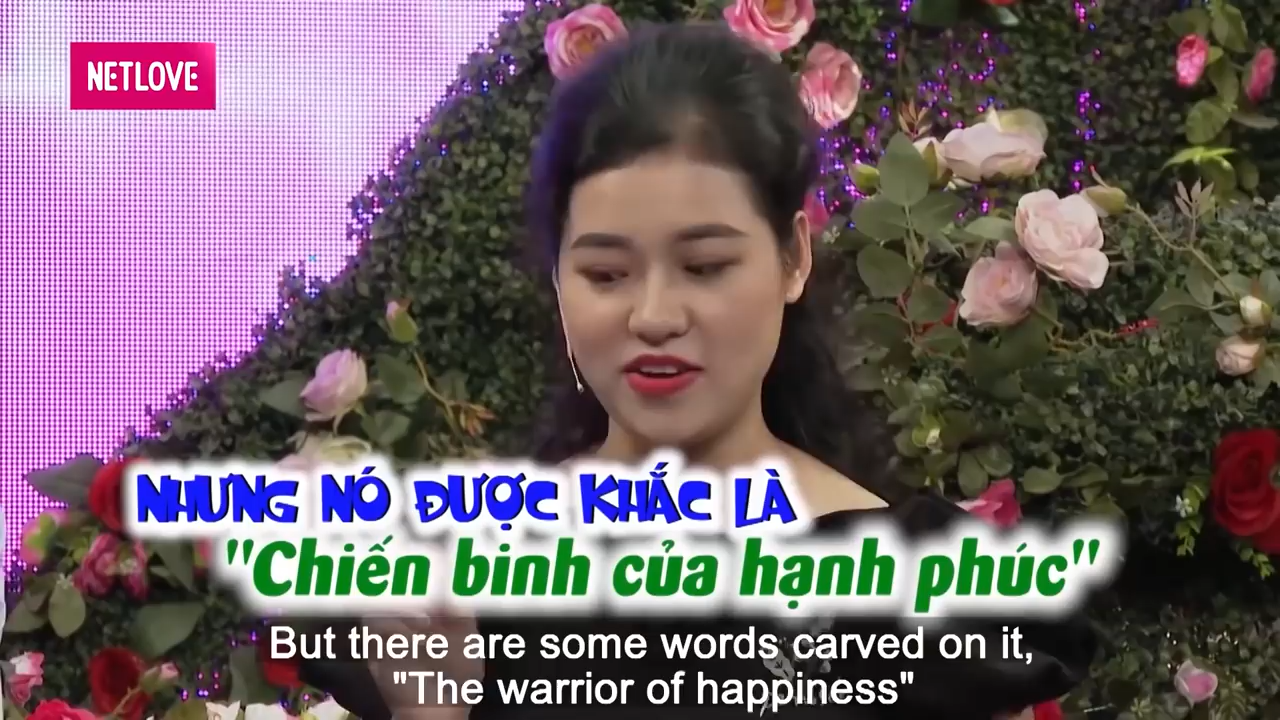 NETLOVE
NHƯNG NÓ ĐƯỢC KHẮC LÀ
"Chiến binh của hạnh phúc"
But there are some words carved on it,
"The warrior of happiness"